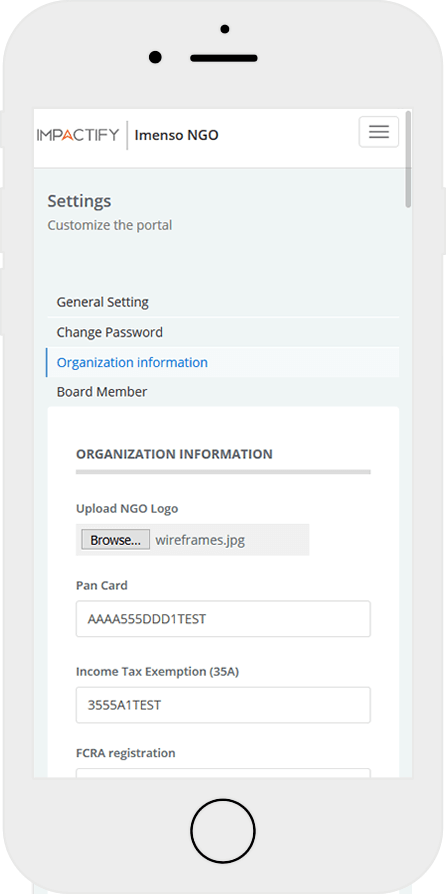 IMPACTIFY Imenso NGO
Settings
Customize the portal
General Setting
Change Password
Organization information
Board Member
ORGANIZATION INFORMATION
Upload NGO Logo
Browse... wireframes.jpg
Pan Card
AAAA555DDD1TEST
Income Tax Exemption (35A)
3555A1TEST
FCRA registration